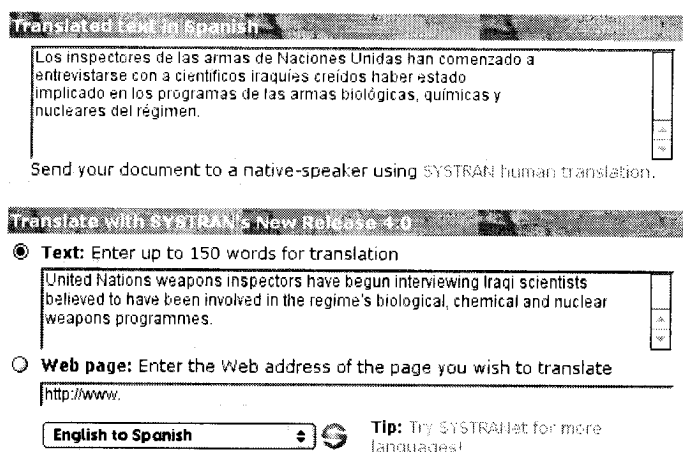 Translated text in Spanish
Los inspectores de las armas de Naciones Unidas han comenzado a
entrevistarse con a científicos iraquíes creídos haber estado
implicado en los programas de las armas biológicas, químicas y
nucleares del régimen.
Send your document to a native-speaker using SYSTRAN human translation.
Translate with SYSTRAN's New Release 4.0
Text: Enter up to 150 words for translation
United Nations weapons inspectors have begun interviewing Iraqi scientists
believed to have been involved in the regime's biological, chemical and nuclear
weapons programmes.
Web page: Enter the Web address of the page you wish to translate
http://www.
English to Spanish
Tip: Try SYSTRANet for more
languages!